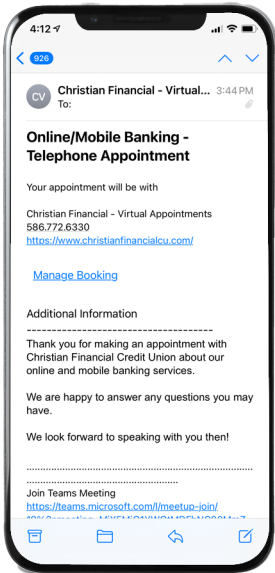 4:12
926
CV
Christian Financial - Virtual... 3:44 PM
To:
Online/Mobile Banking -
Telephone Appointment
Your appointment will be with
Christian Financial - Virtual Appointments
586.772.6330
https://www.christianfinancialcu.com/
Manage Booking
Additional Information
-------------------------------------
Thank you for making an appointment with
Christian Financial Credit Union about our
online and mobile banking services.
We are happy to answer any questions you may
have.
We look forward to speaking with you then!
................................................................................
......................................................
Join Teams Meeting
https://teams.microsoft.com/l/meetup-join/